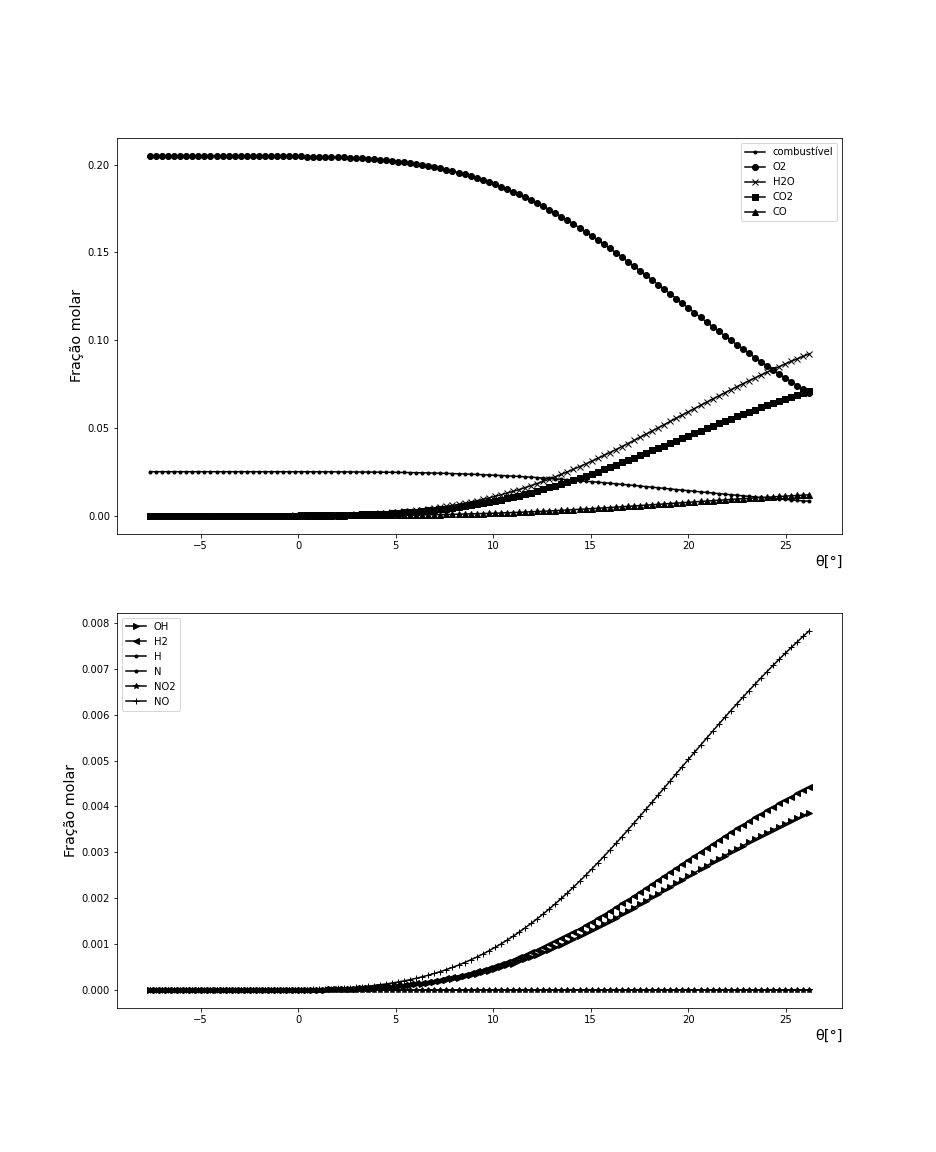 combustível
O2
H2O
CO2
CO
0.20
0.15
0.10
0.05
0.00
Fração molar
−5 0 5 10 15 20 25
θ[°]
OH
H2
H
N
NO2
NO
0.008
0.007
0.006
0.005
0.004
0.003
0.002
0.001
0.000
Fração molar
−5 0 5 10 15 20 25
θ[°]